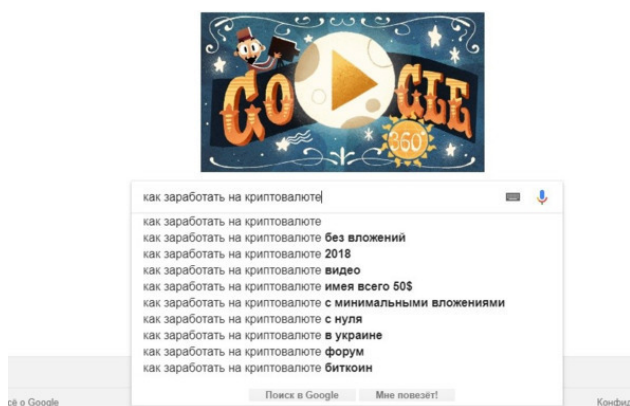 GO GLE
360°
как заработать на криптовалюте
как заработать на криптовалюте
как заработать на криптовалюте без вложений
как заработать на криптовалюте 2018
как заработать на криптовалюте видео
как заработать на криптовалюте имея всего 50$
как заработать на криптовалюте с минимальными вложениями
как заработать на криптовалюте с нуля
как заработать на криптовалюте в украине
как заработать на криптовалюте форум
как заработать на криптовалюте биткоин
Поиск в Google Мне повезёт!
сё о Google Конфид